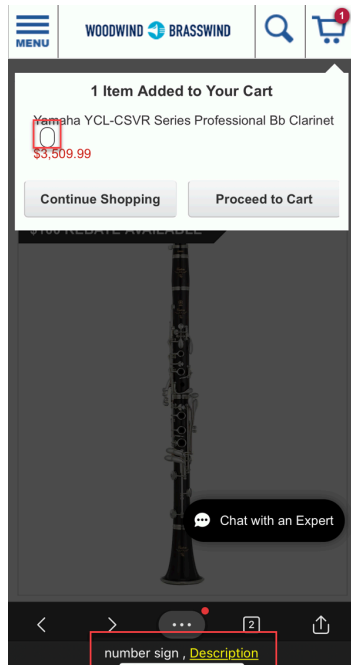 1
MENU
WOODWIND BRASSWIND
1 Item Added to Your Cart
Yamaha YCL-CSVR Series Professional Bb Clarinet
$3,509.99
Continue Shopping
Proceed to Cart
$100 REBATE AVAILABLE
Chat with an Expert
2
number sign , Description